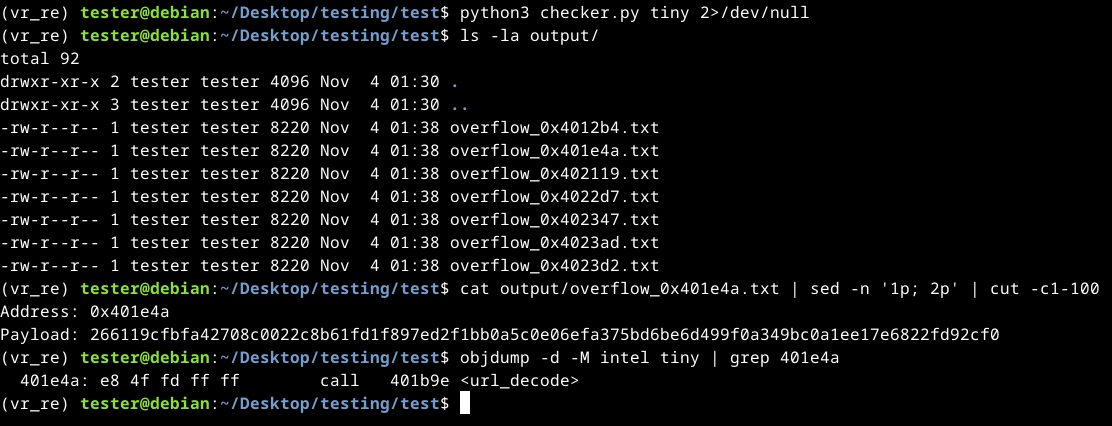 (vr_re) tester@debian:~/Desktop/testing/test$ python3 checker.py tiny 2>/dev/null
(vr_re) tester@debian:~/Desktop/testing/test$ ls -la output/
total 92
drwxr-xr-x 2 tester tester 4096 Nov  4 01:30 .
drwxr-xr-x 3 tester tester 4096 Nov  4 01:30 ..
-rw-r--r-- 1 tester tester 8220 Nov  4 01:38 overflow_0x4012b4.txt
-rw-r--r-- 1 tester tester 8220 Nov  4 01:38 overflow_0x401e4a.txt
-rw-r--r-- 1 tester tester 8220 Nov  4 01:38 overflow_0x402119.txt
-rw-r--r-- 1 tester tester 8220 Nov  4 01:38 overflow_0x4022d7.txt
-rw-r--r-- 1 tester tester 8220 Nov  4 01:38 overflow_0x402347.txt
-rw-r--r-- 1 tester tester 8220 Nov  4 01:38 overflow_0x4023ad.txt
-rw-r--r-- 1 tester tester 8220 Nov  4 01:38 overflow_0x4023d2.txt
(vr_re) tester@debian:~/Desktop/testing/test$ cat output/overflow_0x401e4a.txt | sed -n '1p; 2p' | cut -c1-100
Address: 0x401e4a
Payload: 266119cfbfa42708c0022c8b61fd1f897ed2f1bb0a5c0e06efa375bd6be6d499f0a349bc0a1ee17e6822fd92cf0
(vr_re) tester@debian:~/Desktop/testing/test$ objdump -d -M intel tiny | grep 401e4a
  401e4a: e8 4f fd ff ff       call   401b9e <url_decode>
(vr_re) tester@debian:~/Desktop/testing/test$